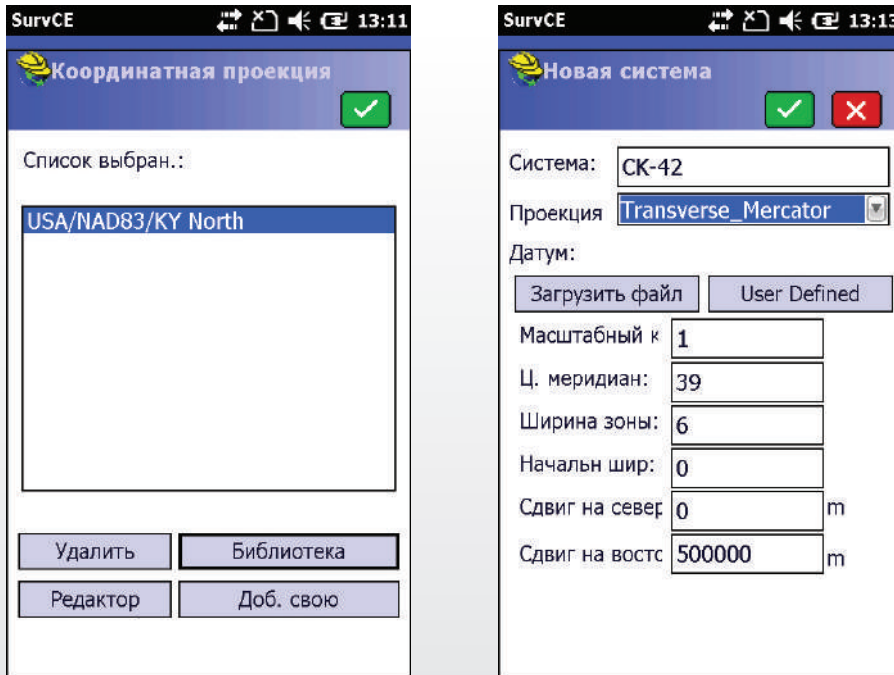 SurvCE 13:11
Координатная проекция
Список выбран.:
USA/NAD83/KY North
Удалить Библиотека
Редактор Доб. свою
SurvCE 13:13
Новая система
Система: СК-42
Проекция Transverse_Mercator
Датум:
Загрузить файл User Defined
Масштабный к 1
Ц. меридиан: 39
Ширина зоны: 6
Начальн шир: 0
Сдвиг на север 0 m
Сдвиг на восто 500000 m